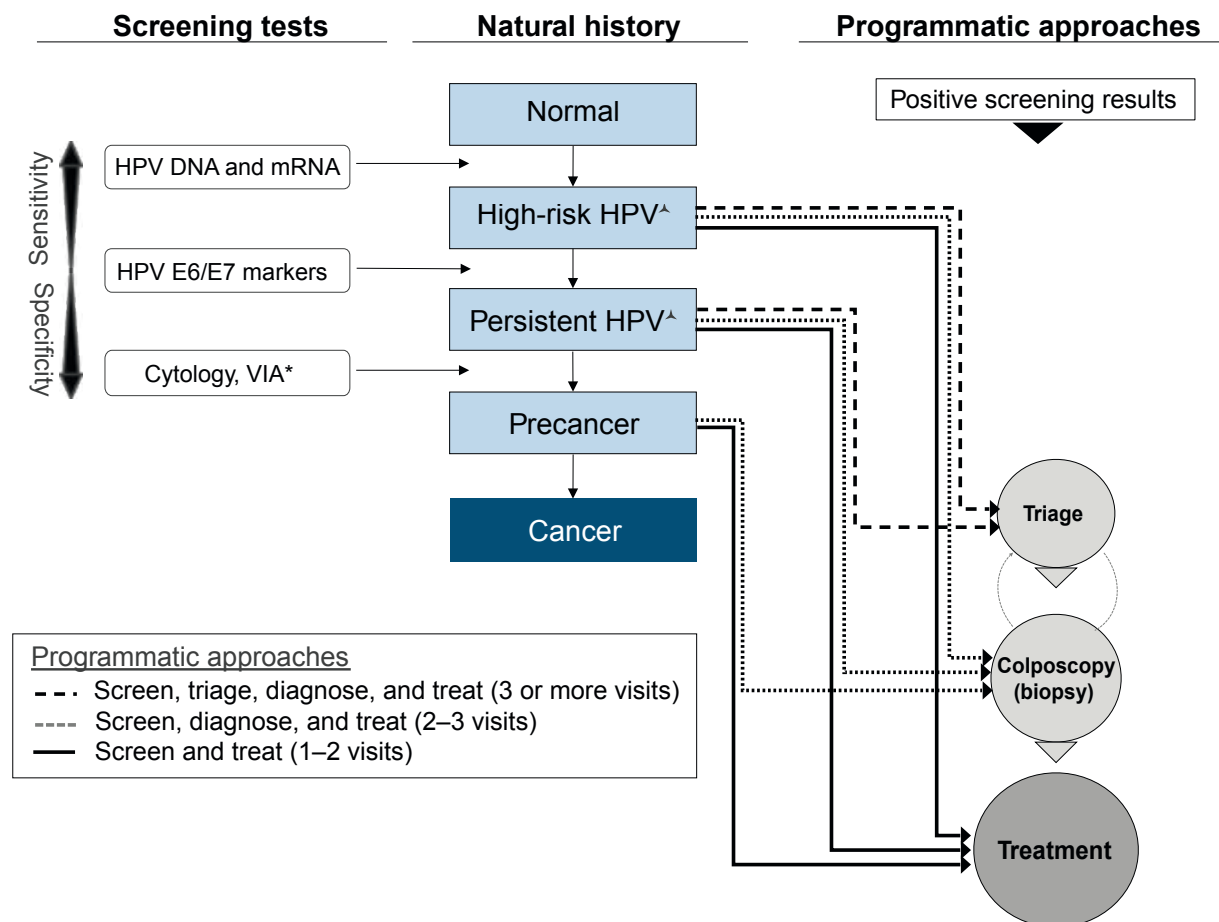 Screening tests
Natural history
Programmatic approaches
Positive screening results
Normal
HPV DNA and mRNA
Sensitivity
High-risk HPV⅄
HPV E6/E7 markers
Specificity
Persistent HPV⅄
Cytology, VIA*
Precancer
Cancer
Triage
Colposcopy
(biopsy)
Treatment
Programmatic approaches
Screen, triage, diagnose, and treat (3 or more visits)
Screen, diagnose, and treat (2–3 visits)
Screen and treat (1–2 visits)